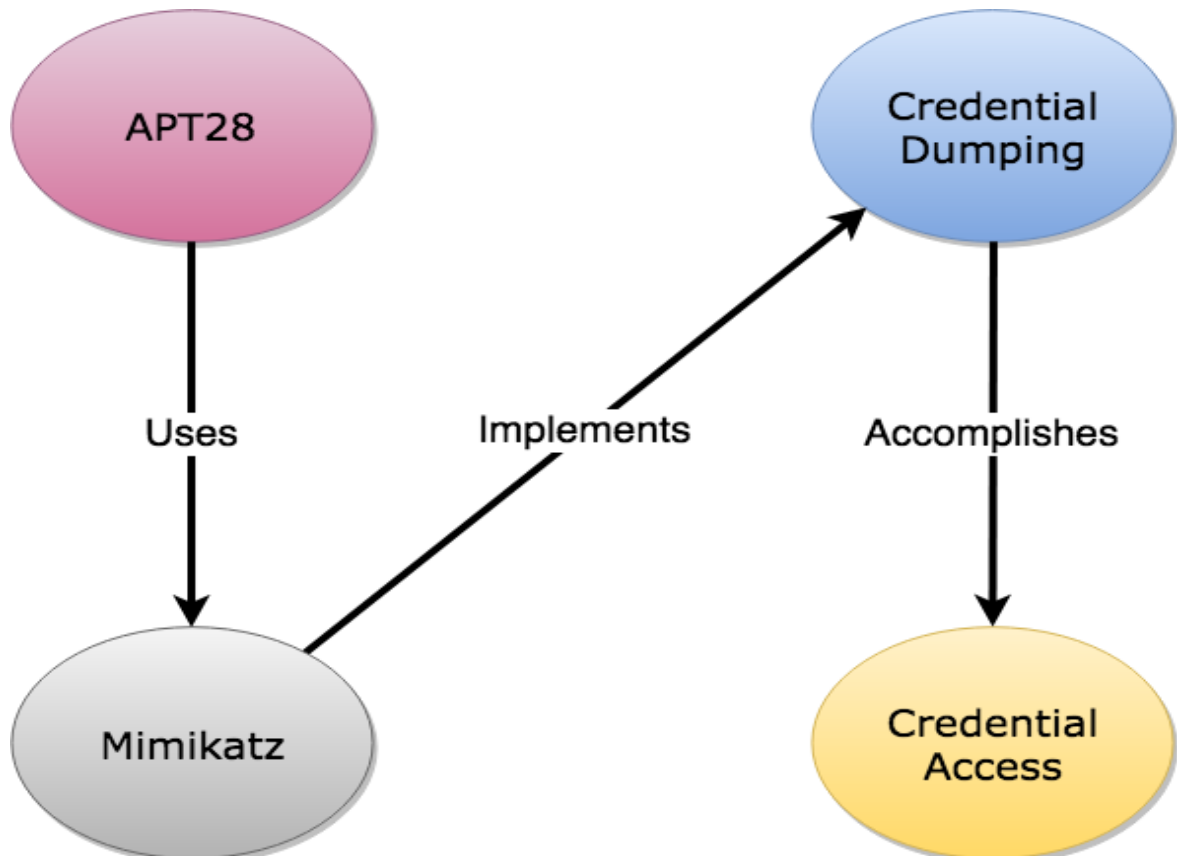 APT28
Credential
Dumping
Uses
Implements
Accomplishes
Mimikatz
Credential
Access